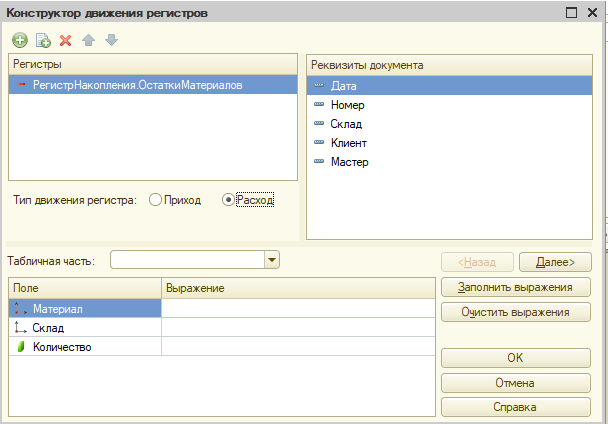 Конструктор движения регистров
Регистры
РегистрНакопления.ОстаткиМатериалов
Реквизиты документа
Дата
Номер
Склад
Клиент
Мастер
Тип движения регистра: Приход Расход
Табличная часть:
<Назад Далее>
Поле Выражение
Материал
Склад
Количество
Заполнить выражения
Очистить выражения
OK
Отмена
Справка